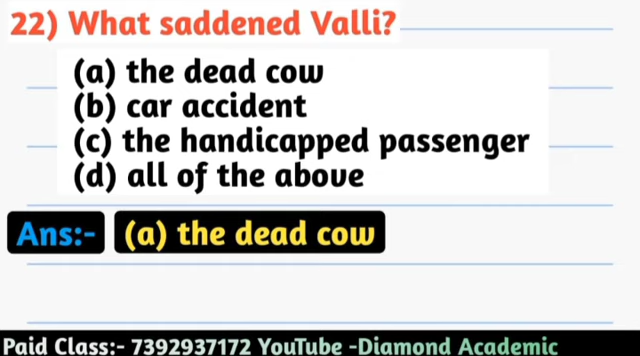 22) What saddened Valli?
(a) the dead cow
(b) car accident
(c) the handicapped passenger
(d) all of the above
Ans:- (a) the dead cow
Paid Class:- 7392937172 YouTube -Diamond Academic